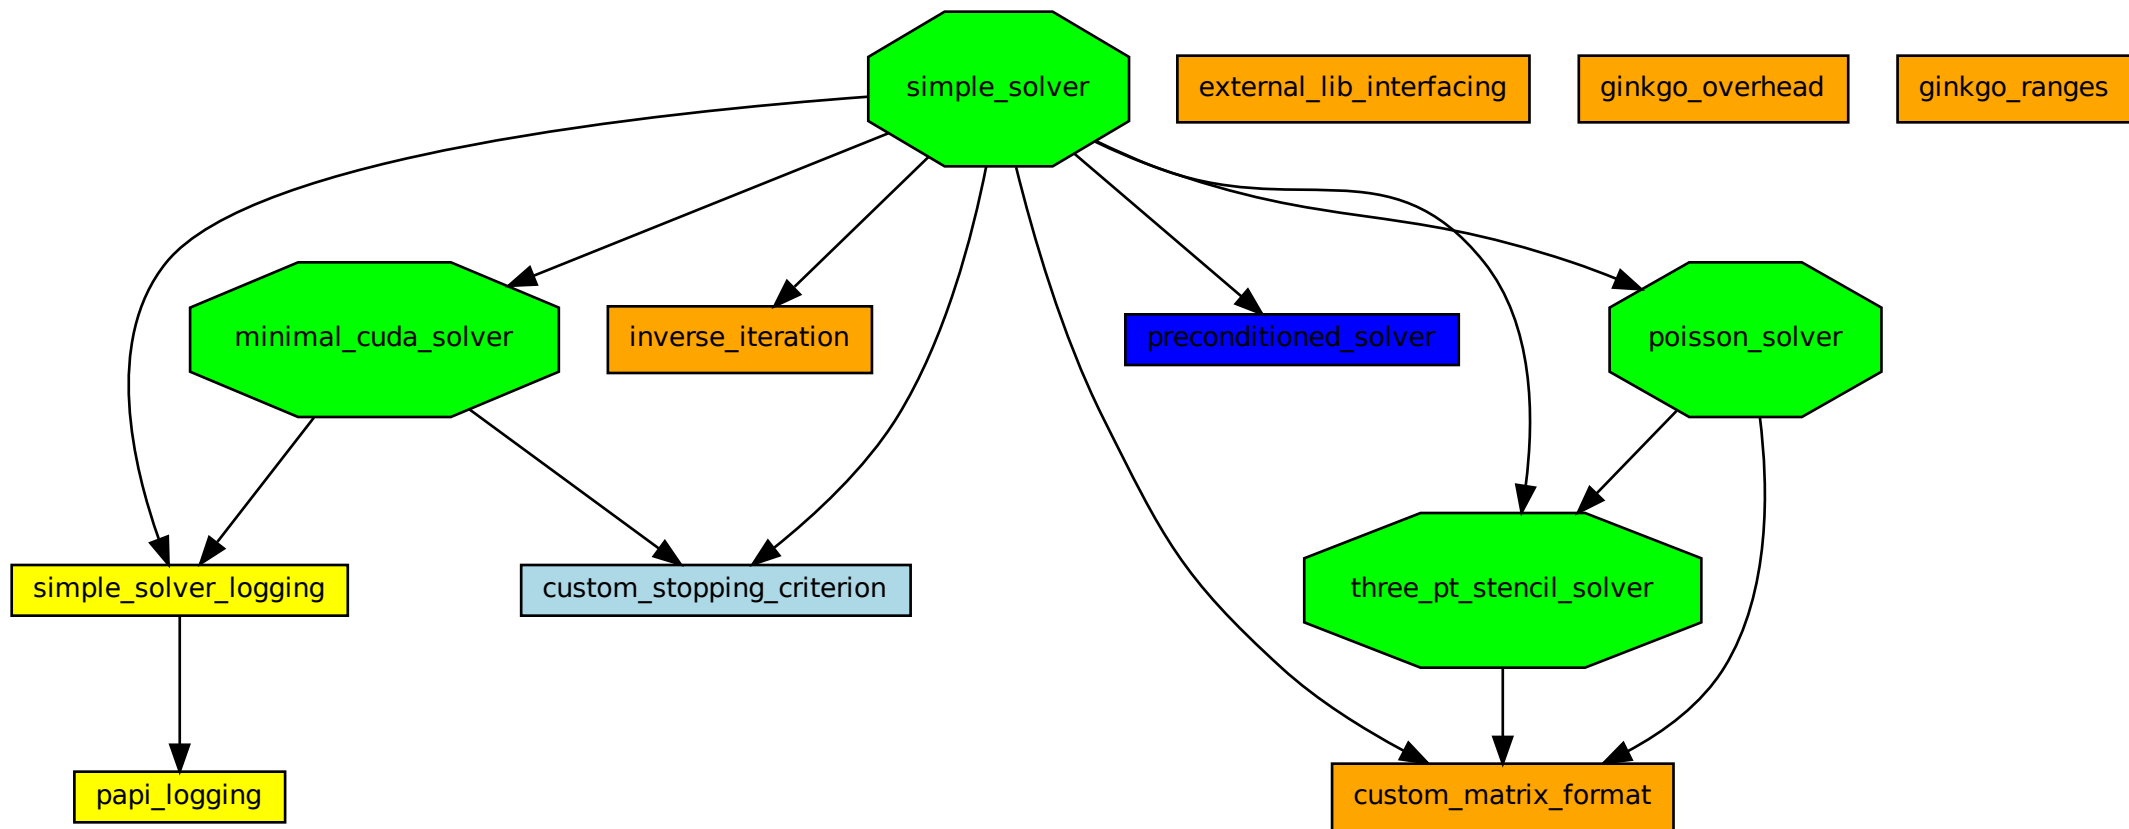 simple_solver
external_lib_interfacing
ginkgo_overhead
ginkgo_ranges
minimal_cuda_solver
inverse_iteration
preconditioned_solver
poisson_solver
simple_solver_logging
custom_stopping_criterion
three_pt_stencil_solver
papi_logging
custom_matrix_format